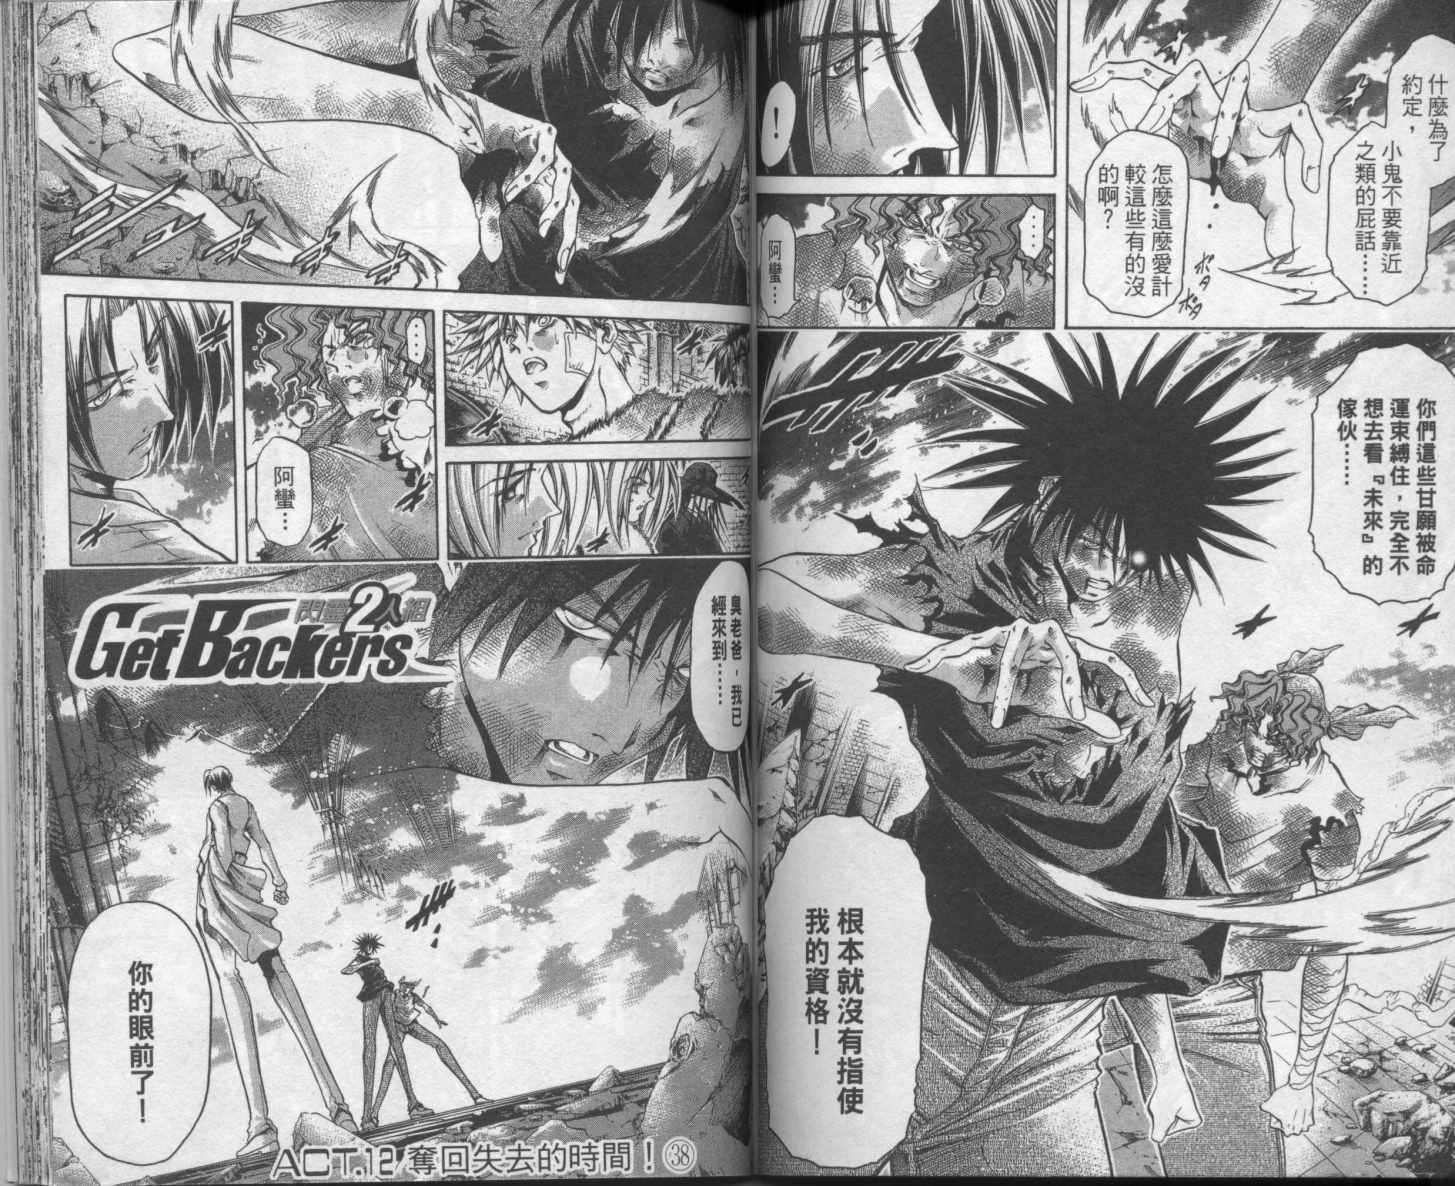 什麼為了
約定，
小鬼不要靠近
之類的屁話……
怎麼這麼愛計
較這些有的沒
的啊？
ポタ
ポタ
！
……
阿蠻…
你們這些甘願被命
運束縛住，完全不
想去看『未來』的
傢伙……
根本就沒有指使
我的資格！
……
阿蠻…
臭老爸，我已
經來到……
GetBackers
閃靈2人組
你的眼前了！
ACT.12/奪回失去的時間！㊳